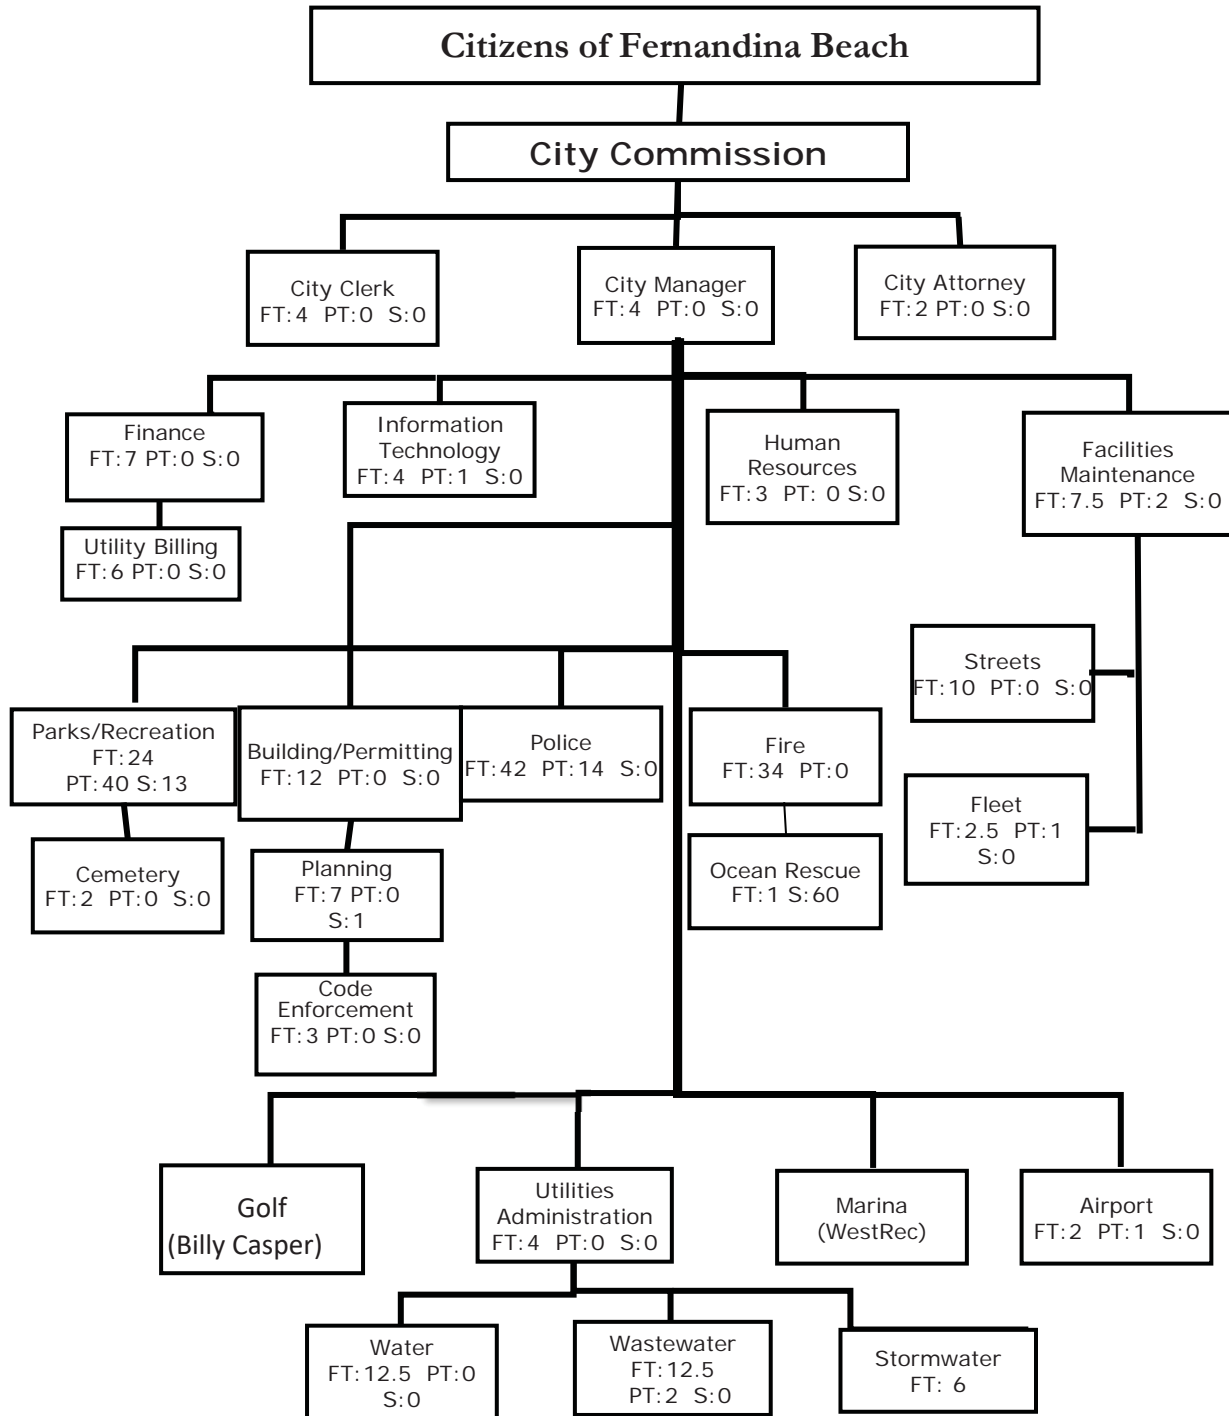 Citizens of Fernandina Beach
City Commission
City Clerk
FT:4 PT:0 S:0
City Manager
FT:4 PT:0 S:0
City Attorney
FT:2 PT:0 S:0
Finance
FT:7 PT:0 S:0
Information
Technology
FT:4 PT:1 S:0
Human
Resources
FT:3 PT: 0 S:0
Facilities
Maintenance
FT:7.5 PT:2 S:0
Utility Billing
FT:6 PT:0 S:0
Streets
FT:10 PT:0 S:0
Parks/Recreation
FT:24
PT:40 S:13
Building/Permitting
FT:12 PT:0 S:0
Police
FT:42 PT:14 S:0
Fire
FT:34 PT:0
Fleet
FT:2.5 PT:1
S:0
Cemetery
FT:2 PT:0 S:0
Planning
FT:7 PT:0
S:1
Ocean Rescue
FT:1 S:60
Code
Enforcement
FT:3 PT:0 S:0
Golf
(Billy Casper)
Utilities
Administration
FT:4 PT:0 S:0
Marina
(WestRec)
Airport
FT:2 PT:1 S:0
Water
FT:12.5 PT:0
S:0
Wastewater
FT:12.5
PT:2 S:0
Stormwater
FT: 6